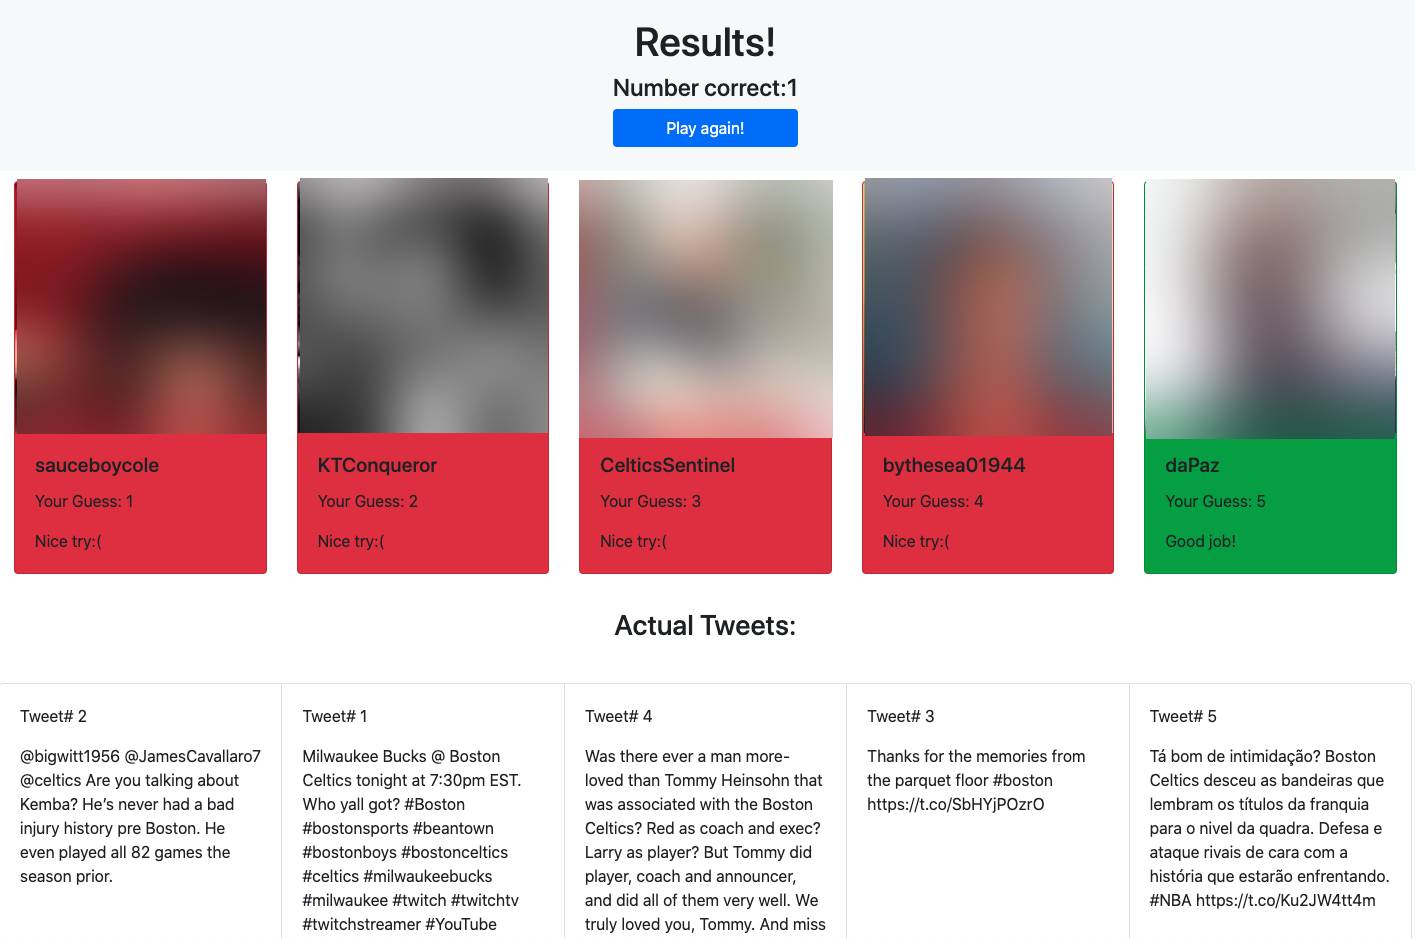 Results!
Number correct:1
Play again!
sauceboycole
Your Guess: 1
Nice try:(
KTConqueror
Your Guess: 2
Nice try:(
CelticsSentinel
Your Guess: 3
Nice try:(
bythesea01944
Your Guess: 4
Nice try:(
daPaz
Your Guess: 5
Good job!
Actual Tweets:
Tweet# 2
@bigwitt1956 @JamesCavallaro7
@celtics Are you talking about
Kemba? He’s never had a bad
injury history pre Boston. He
even played all 82 games the
season prior.
Tweet# 1
Milwaukee Bucks @ Boston
Celtics tonight at 7:30pm EST.
Who yall got? #Boston
#bostonsports #beantown
#bostonboys #bostonceltics
#celtics #milwaukeebucks
#milwaukee #twitch #twitchtv
#twitchstreamer #YouTube
Tweet# 4
Was there ever a man more-
loved than Tommy Heinsohn that
was associated with the Boston
Celtics? Red as coach and exec?
Larry as player? But Tommy did
player, coach and announcer,
and did all of them very well. We
truly loved you, Tommy. And miss
Tweet# 3
Thanks for the memories from
the parquet floor #boston
https://t.co/SbHYjPOzrO
Tweet# 5
Tá bom de intimidação? Boston
Celtics desceu as bandeiras que
lembram os títulos da franquia
para o nivel da quadra. Defesa e
ataque rivais de cara com a
história que estarão enfrentando.
#NBA https://t.co/Ku2JW4tt4m